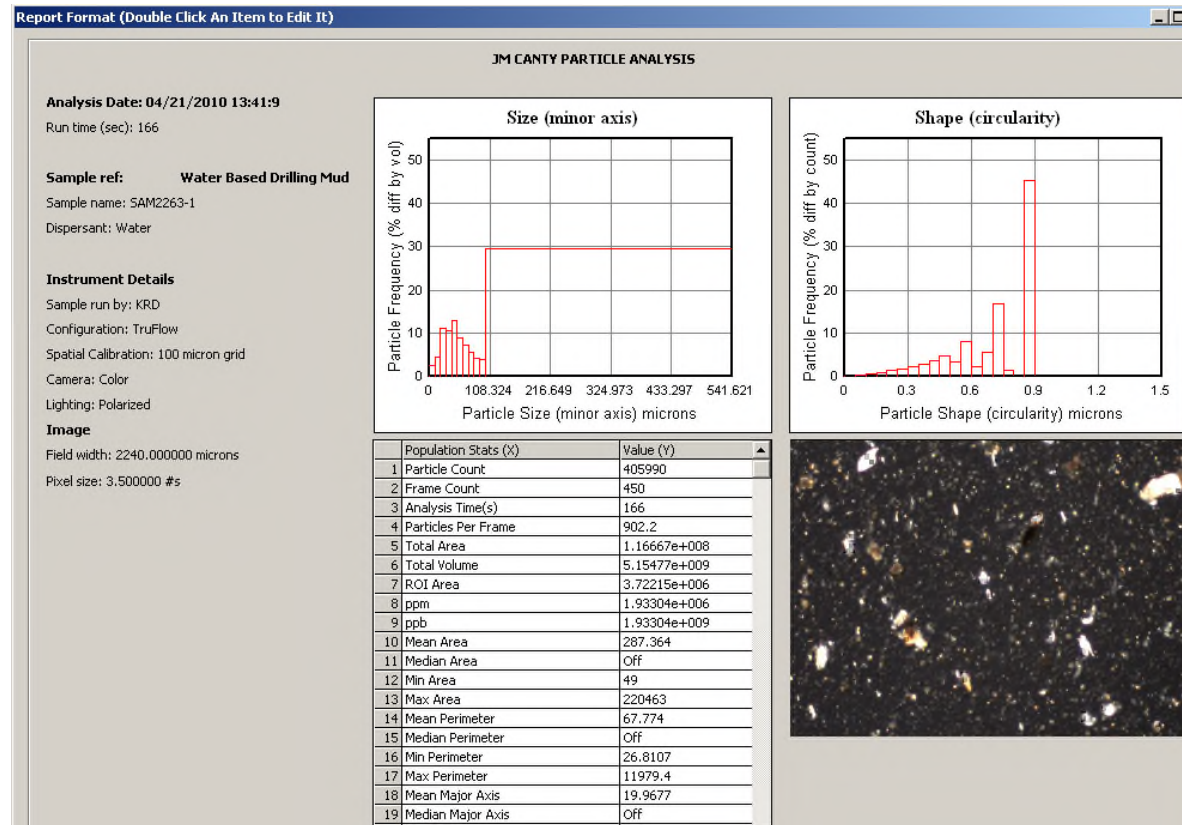 Report Format (Double Click An Item to Edit It)
JM CANTY PARTICLE ANALYSIS
Analysis Date: 04/21/2010 13:41:9
Run time (sec): 166
Sample ref: Water Based Drilling Mud
Sample name: SAM2263-1
Dispersant: Water
Instrument Details
Sample run by: KRD
Configuration: TruFlow
Spatial Calibration: 100 micron grid
Camera: Color
Lighting: Polarized
Image
Field width: 2240.000000 microns
Pixel size: 3.500000 #s
Size (minor axis)
Particle Frequency (% diff by vol)
50
40
30
20
10
0
0 108.324 216.649 324.973 433.297 541.621
Particle Size (minor axis) microns
Shape (circularity)
Particle Frequency (% diff by count)
50
40
30
20
10
0
0 0.3 0.6 0.9 1.2 1.5
Particle Shape (circularity) microns
Population Stats (X) Value (Y)
1 Particle Count 405990
2 Frame Count 450
3 Analysis Time(s) 166
4 Particles Per Frame 902.2
5 Total Area 1.16667e+008
6 Total Volume 5.15477e+009
7 ROI Area 3.72215e+006
8 ppm 1.93304e+006
9 ppb 1.93304e+009
10 Mean Area 287.364
11 Median Area Off
12 Min Area 49
13 Max Area 220463
14 Mean Perimeter 67.774
15 Median Perimeter Off
16 Min Perimeter 26.8107
17 Max Perimeter 11979.4
18 Mean Major Axis 19.9677
19 Median Major Axis Off